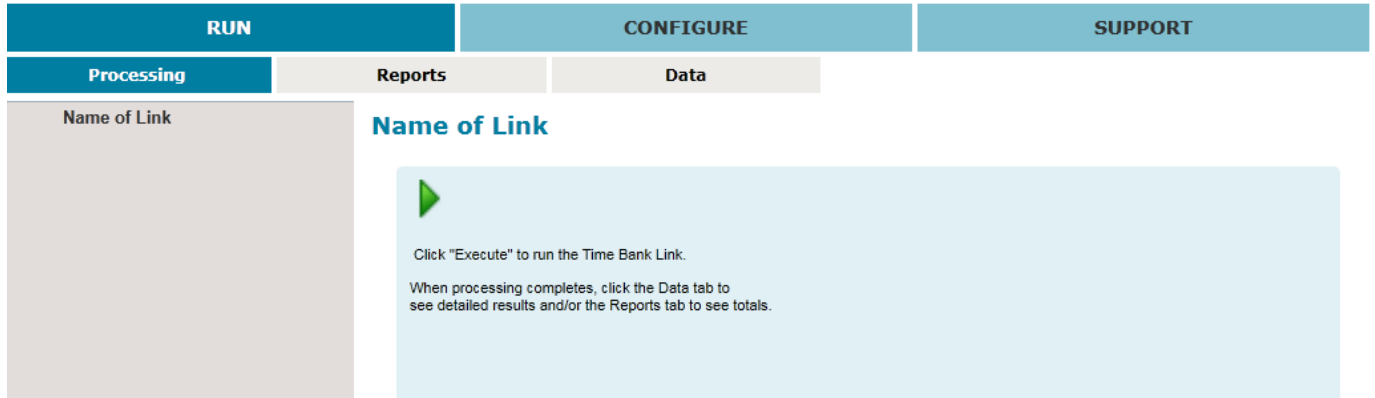 RUN CONFIGURE SUPPORT
Processing Reports Data
Name of Link
Name of Link
Click "Execute" to run the Time Bank Link.
When processing completes, click the Data tab to
see detailed results and/or the Reports tab to see totals.